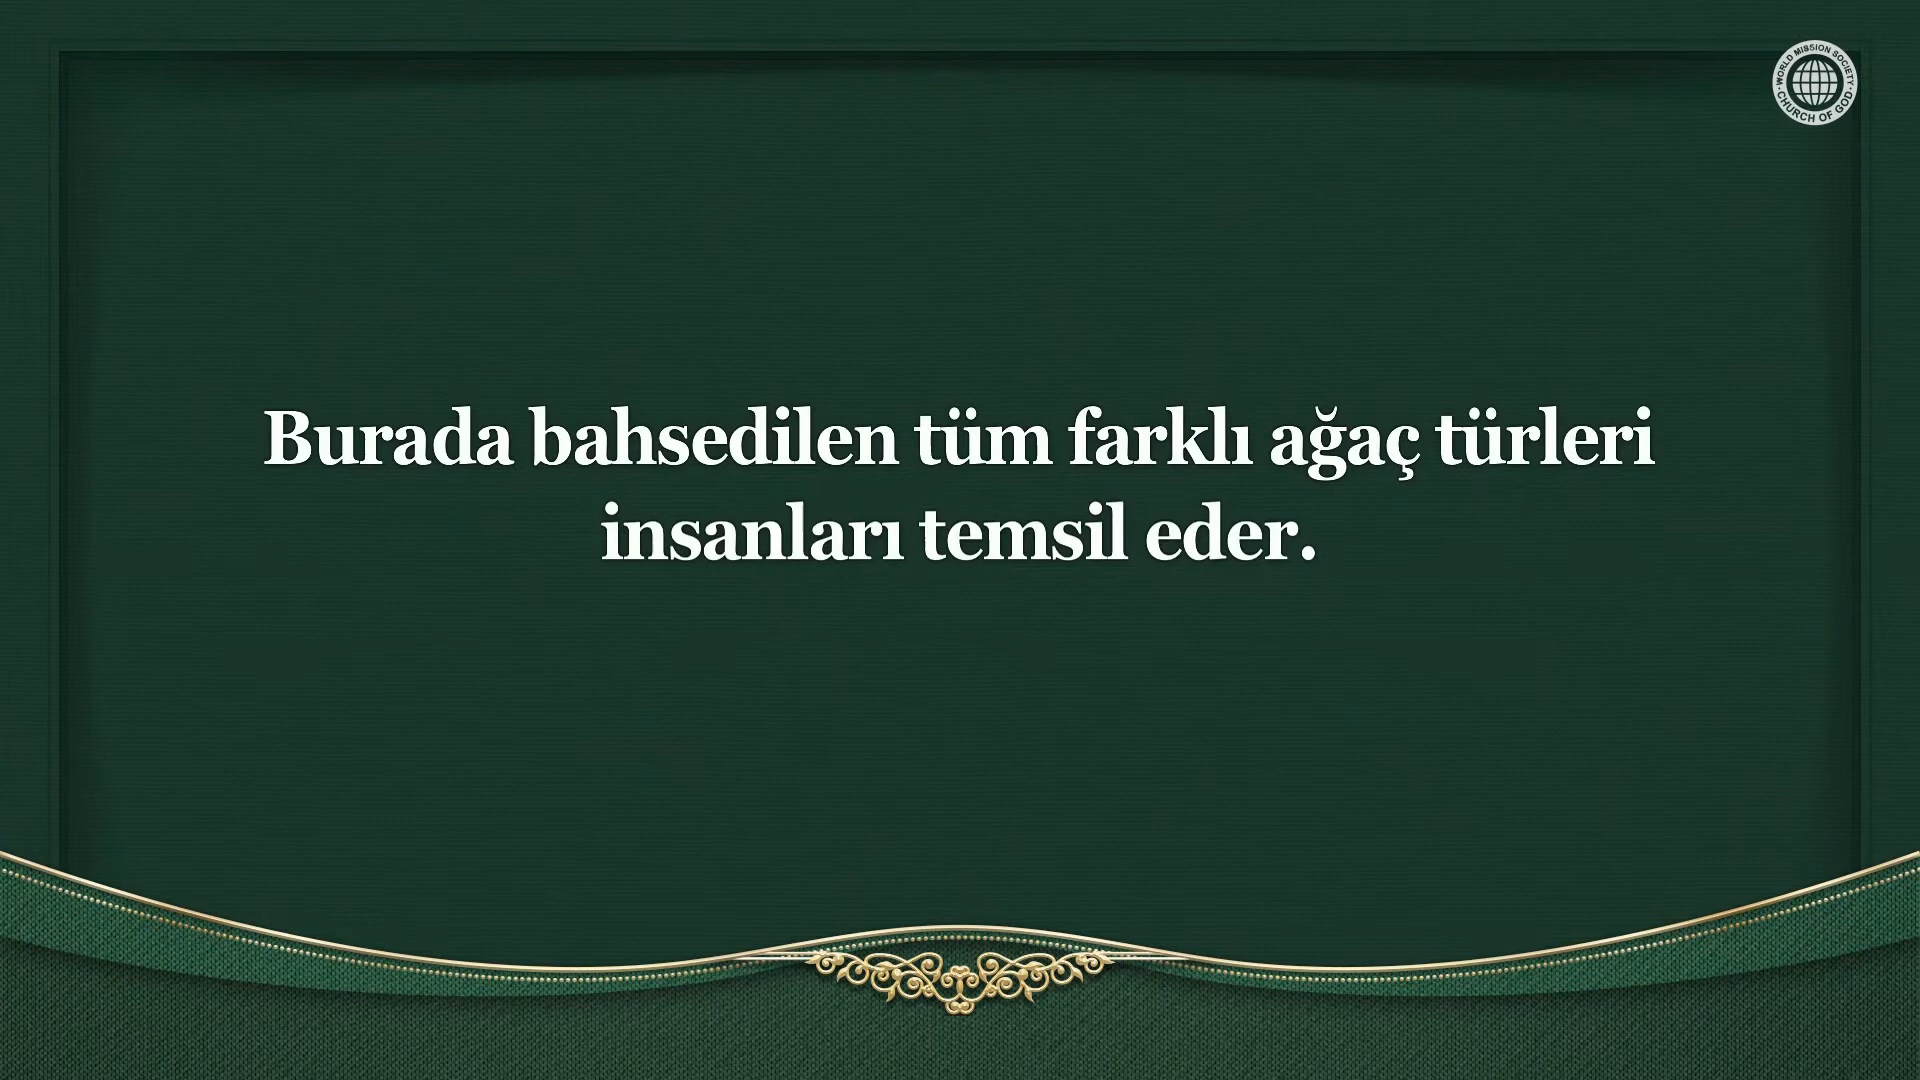 WORLD MISSION SOCIETY
CHURCH OF GOD
Burada bahsedilen tüm farklı ağaç türleri
insanları temsil eder.